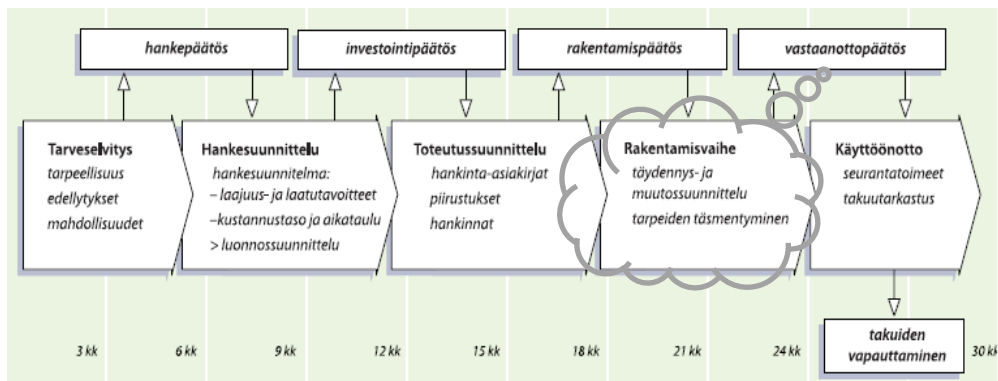 hankepäätös
investointipäätös
rakentamispäätös
vastaanottopäätös
Tarveselvitys
tarpeellisuus
edellytykset
mahdollisuudet
Hankesuunnittelu
hankesuunnitelma:
–laajuus- ja laatutavoitteet
–kustannustaso ja aikataulu
> luonnossuunnittelu
Toteutussuunnittelu
hankinta-asiakirjat
piirustukset
hankinnat
Rakentamisvaihe
täydennys- ja
muutossuunnittelu
tarpeiden täsmentyminen
Käyttöönotto
seurantatoimeet
takuutarkastus
takuiden
vapauttaminen
3 kk 6 kk 9 kk 12 kk 15 kk 18 kk 21 kk 24 kk 30 kk